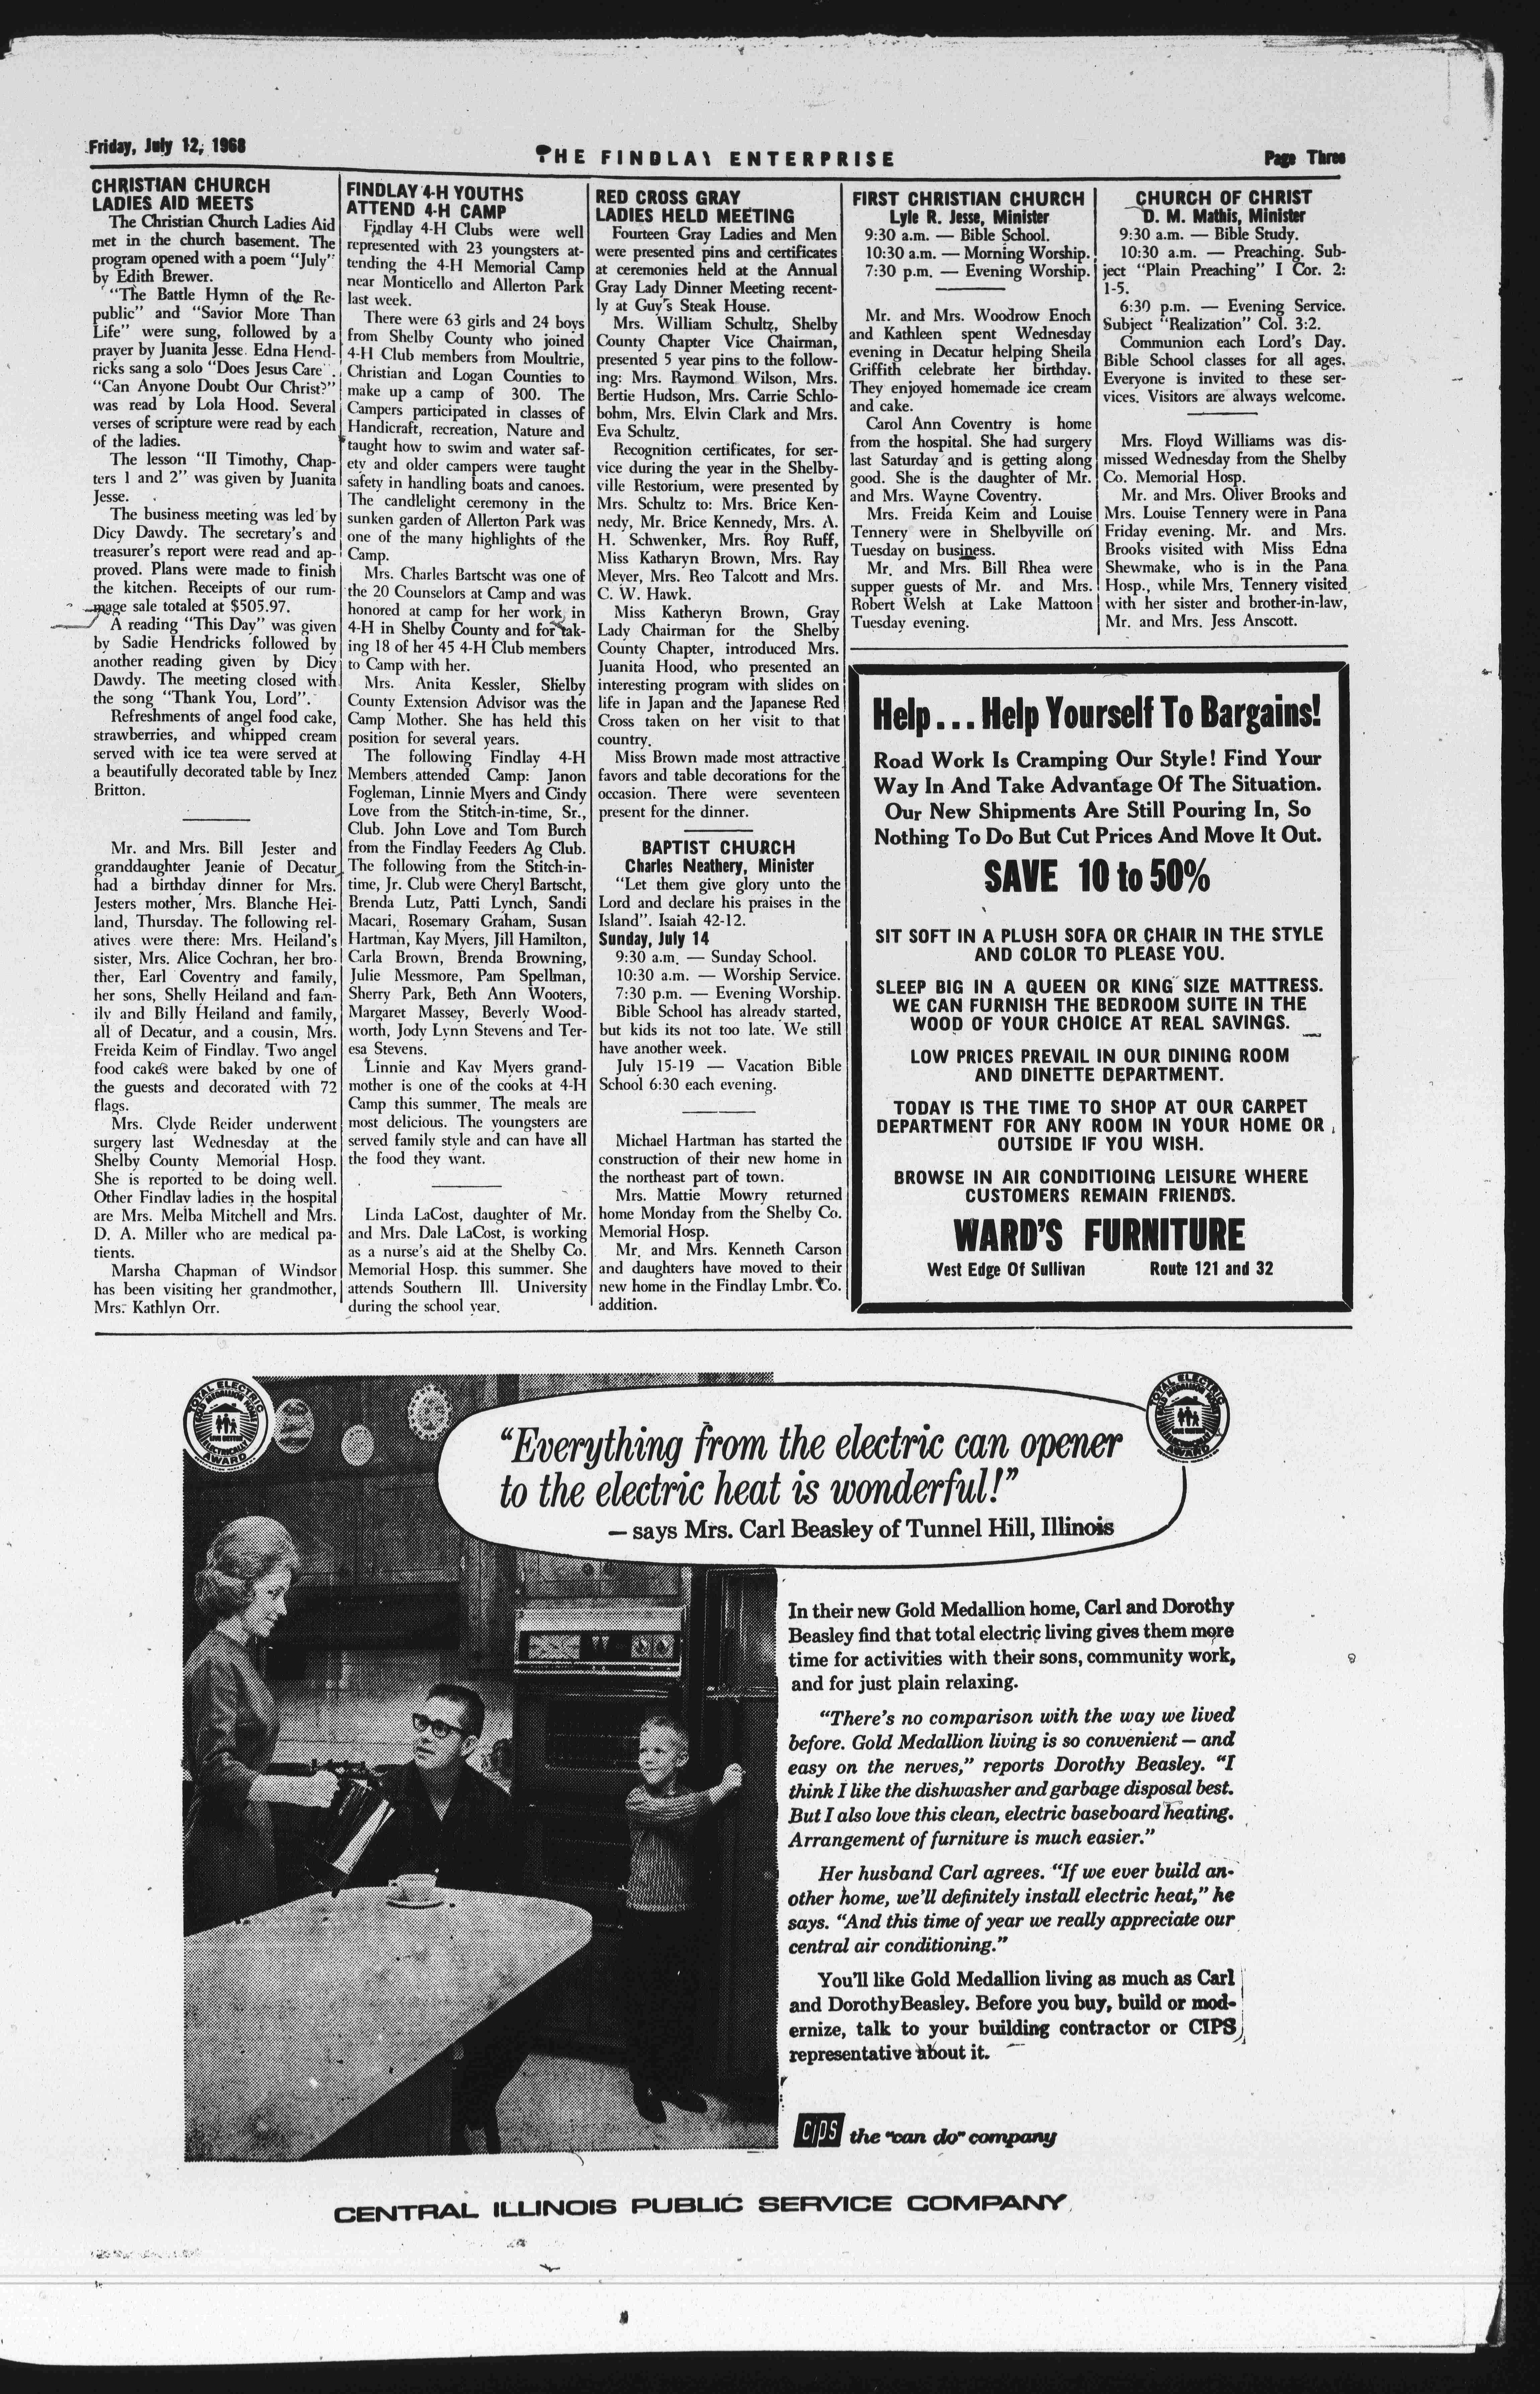 Friday, July 12, 1968
THE FINDLAY ENTERPRISE
Page Three
CHRISTIAN CHURCH
LADIES AID MEETS
The Christian Church Ladies Aid
met in the church basement. The
program opened with a poem "July"
by Edith Brewer.
"The Battle Hymn of the Re-
public" and "Savior More Than
Life" were sung, followed by a
prayer by Juanita Jesse. Edna Hend-
ricks sang a solo "Does Jesus Care".
"Can Anyone Doubt Our Christ?"
was read by Lola Hood. Several
verses of scripture were read by each
of the ladies.
The lesson "II Timothy, Chap-
ters 1 and 2" was given by Juanita
Jesse.
The business meeting was led by
Dicy Dawdy. The secretary's and
treasurer's report were read and ap-
proved. Plans were made to finish
the kitchen. Receipts of our rum-
mage sale totaled at $505.97.
A reading "This Day" was given
by Sadie Hendricks followed by
another reading given by Dicy
Dawdy. The meeting closed with
the song "Thank You, Lord".
Refreshments of angel food cake,
strawberries, and whipped cream
served with ice tea were served at
a beautifully decorated table by Inez
Britton.
Mr. and Mrs. Bill Jester and
granddaughter Jeanie of Decatur
had a birthday dinner for Mrs.
Jesters mother, Mrs. Blanche Hei-
land, Thursday. The following rel-
atives were there: Mrs. Heiland's
sister, Mrs. Alice Cochran, her bro-
ther, Earl Coventry and family,
her sons, Shelly Heiland and fam-
ily and Billy Heiland and family,
all of Decatur, and a cousin, Mrs.
Freida Keim of Findlay. Two angel
food cakes were baked by one of
the guests and decorated with 72
flags.
Mrs. Clyde Reider underwent
surgery last Wednesday at the
Shelby County Memorial Hosp.
She is reported to be doing well.
Other Findlay ladies in the hospital
are Mrs. Melba Mitchell and Mrs.
D. A. Miller who are medical pa-
tients.
Marsha Chapman of Windsor
has been visiting her grandmother,
Mrs. Kathlyn Orr.
FINDLAY 4-H YOUTHS
ATTEND 4-H CAMP
Findlay 4-H Clubs were well
represented with 23 youngsters at-
tending the 4-H Memorial Camp
near Monticello and Allerton Park
last week.
There were 63 girls and 24 boys
from Shelby County who joined
4-H Club members from Moultrie,
Christian and Logan Counties to
make up a camp of 300. The
Campers participated in classes of
Handicraft, recreation, Nature and
taught how to swim and water saf-
ety and older campers were taught
safety in handling boats and canoes.
The candlelight ceremony in the
sunken garden of Allerton Park was
one of the many highlights of the
Camp.
Mrs. Charles Bartscht was one of
the 20 Counselors at Camp and was
honored at camp for her work in
4-H in Shelby County and for tak-
ing 18 of her 45 4-H Club members
to Camp with her.
Mrs. Anita Kessler, Shelby
County Extension Advisor was the
Camp Mother. She has held this
position for several years.
The following Findlay 4-H
Members attended Camp: Janon
Fogleman, Linnie Myers and Cindy
Love from the Stitch-in-time, Sr.,
Club. John Love and Tom Burch
from the Findlay Feeders Ag Club.
The following from the Stitch-in-
time, Jr. Club were Cheryl Bartscht,
Brenda Lutz, Patti Lynch, Sandi
Macari, Rosemary Graham, Susan
Hartman, Kay Myers, Jill Hamilton,
Carla Brown, Brenda Browning,
Julie Messmore, Pam Spellman,
Sherry Park, Beth Ann Wooters,
Margaret Massey, Beverly Wood-
worth, Jody Lynn Stevens and Ter-
esa Stevens.
Linnie and Kay Myers grand-
mother is one of the cooks at 4-H
Camp this summer. The meals are
most delicious. The youngsters are
served family style and can have all
the food they want.
Linda LaCost, daughter of Mr.
and Mrs. Dale LaCost, is working
as a nurse's aid at the Shelby Co.
Memorial Hosp. this summer. She
attends Southern Ill. University
during the school year.
RED CROSS GRAY
LADIES HELD MEETING
Fourteen Gray Ladies and Men
were presented pins and certificates
at ceremonies held at the Annual
Gray Lady Dinner Meeting recent-
ly at Guy's Steak House.
Mrs. William Schultz, Shelby
County Chapter Vice Chairman,
presented 5 year pins to the follow-
ing: Mrs. Raymond Wilson, Mrs.
Bertie Hudson, Mrs. Carrie Schlo-
bohm, Mrs. Elvin Clark and Mrs.
Eva Schultz.
Recognition certificates, for ser-
vice during the year in the Shelby-
ville Restorium, were presented by
Mrs. Schultz to: Mrs. Brice Ken-
nedy, Mr. Brice Kennedy, Mrs. A.
H. Schwenker, Mrs. Roy Ruff,
Miss Katharyn Brown, Mrs. Ray
Meyer, Mrs. Reo Talcott and Mrs.
C. W. Hawk.
Miss Katheryn Brown, Gray
Lady Chairman for the Shelby
County Chapter, introduced Mrs.
Juanita Hood, who presented an
interesting program with slides on
life in Japan and the Japanese Red
Cross taken on her visit to that
country.
Miss Brown made most attractive
favors and table decorations for the
occasion. There were seventeen
present for the dinner.
BAPTIST CHURCH
Charles Neathery, Minister
"Let them give glory unto the
Lord and declare his praises in the
Island". Isaiah 42-12.
Sunday, July 14
9:30 a.m. — Sunday School.
10:30 a.m. — Worship Service.
7:30 p.m. — Evening Worship.
Bible School has already started,
but kids its not too late. We still
have another week.
July 15-19 — Vacation Bible
School 6:30 each evening.
Michael Hartman has started the
construction of their new home in
the northeast part of town.
Mrs. Mattie Mowry returned
home Monday from the Shelby Co.
Memorial Hosp.
Mr. and Mrs. Kenneth Carson
and daughters have moved to their
new home in the Findlay Lmbr. Co.
addition.
FIRST CHRISTIAN CHURCH
Lyle R. Jesse, Minister
9:30 a.m. — Bible School.
10:30 a.m. — Morning Worship.
7:30 p.m. — Evening Worship.
Mr. and Mrs. Woodrow Enoch
and Kathleen spent Wednesday
evening in Decatur helping Sheila
Griffith celebrate her birthday.
They enjoyed homemade ice cream
and cake.
Carol Ann Coventry is home
from the hospital. She had surgery
last Saturday and is getting along
good. She is the daughter of Mr.
and Mrs. Wayne Coventry.
Mrs. Freida Keim and Louise
Tennery were in Shelbyville on
Tuesday on business.
Mr. and Mrs. Bill Rhea were
supper guests of Mr. and Mrs.
Robert Welsh at Lake Mattoon
Tuesday evening.
CHURCH OF CHRIST
D. M. Mathis, Minister
9:30 a.m. — Bible Study.
10:30 a.m. — Preaching. Sub-
ject "Plain Preaching" I Cor. 2:
1-5.
6:30 p.m. — Evening Service.
Subject "Realization" Col. 3:2.
Communion each Lord's Day.
Bible School classes for all ages.
Everyone is invited to these ser-
vices. Visitors are always welcome.
Mrs. Floyd Williams was dis-
missed Wednesday from the Shelby
Co. Memorial Hosp.
Mr. and Mrs. Oliver Brooks and
Mrs. Louise Tennery were in Pana
Friday evening. Mr. and Mrs.
Brooks visited with Miss Edna
Shewmake, who is in the Pana
Hosp., while Mrs. Tennery visited
with her sister and brother-in-law,
Mr. and Mrs. Jess Anscott.
Help... Help Yourself To Bargains!
Road Work Is Cramping Our Style! Find Your
Way In And Take Advantage Of The Situation.
Our New Shipments Are Still Pouring In, So
Nothing To Do But Cut Prices And Move It Out.
SAVE 10 to 50%
SIT SOFT IN A PLUSH SOFA OR CHAIR IN THE STYLE
AND COLOR TO PLEASE YOU.
SLEEP BIG IN A QUEEN OR KING SIZE MATTRESS.
WE CAN FURNISH THE BEDROOM SUITE IN THE
WOOD OF YOUR CHOICE AT REAL SAVINGS.
LOW PRICES PREVAIL IN OUR DINING ROOM
AND DINETTE DEPARTMENT.
TODAY IS THE TIME TO SHOP AT OUR CARPET
DEPARTMENT FOR ANY ROOM IN YOUR HOME OR
OUTSIDE IF YOU WISH.
BROWSE IN AIR CONDITIOING LEISURE WHERE
CUSTOMERS REMAIN FRIENDS.
WARD'S FURNITURE
West Edge Of Sullivan Route 121 and 32
TOTAL ELECTRIC
GOLD MEDALLION HOME
LIVE BETTER
ELECTRICALLY
AWARD
"Everything from the electric can opener
to the electric heat is wonderful!"
— says Mrs. Carl Beasley of Tunnel Hill, Illinois
TOTAL ELECTRIC
AWARD
In their new Gold Medallion home, Carl and Dorothy
Beasley find that total electric living gives them more
time for activities with their sons, community work,
and for just plain relaxing.
"There's no comparison with the way we lived
before. Gold Medallion living is so convenient — and
easy on the nerves," reports Dorothy Beasley. "I
think I like the dishwasher and garbage disposal best.
But I also love this clean, electric baseboard heating.
Arrangement of furniture is much easier."
Her husband Carl agrees. "If we ever build an-
other home, we'll definitely install electric heat," he
says. "And this time of year we really appreciate our
central air conditioning."
You'll like Gold Medallion living as much as Carl
and Dorothy Beasley. Before you buy, build or mod-
ernize, talk to your building contractor or CIPS
representative about it.
CIPS the "can do" company
CENTRAL ILLINOIS PUBLIC SERVICE COMPANY